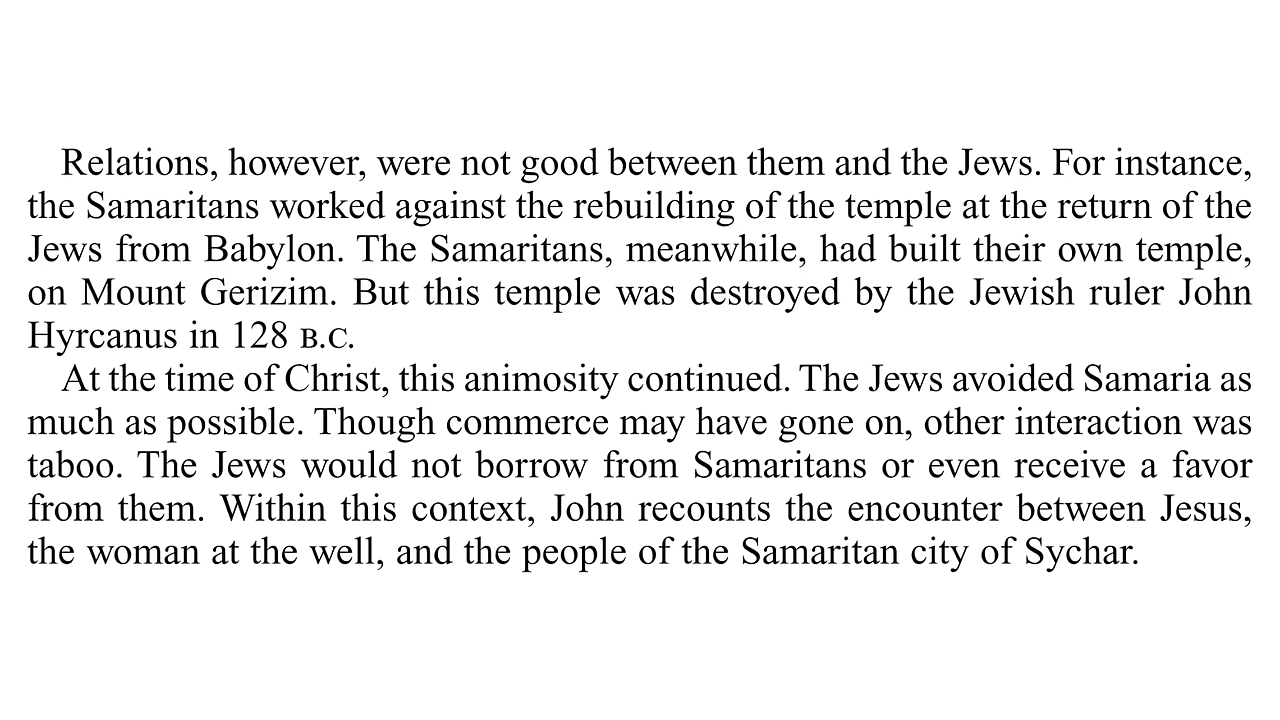 Relations, however, were not good between them and the Jews. For instance,
the Samaritans worked against the rebuilding of the temple at the return of the
Jews from Babylon. The Samaritans, meanwhile, had built their own temple,
on Mount Gerizim. But this temple was destroyed by the Jewish ruler John
Hyrcanus in 128 B.C.
At the time of Christ, this animosity continued. The Jews avoided Samaria as
much as possible. Though commerce may have gone on, other interaction was
taboo. The Jews would not borrow from Samaritans or even receive a favor
from them. Within this context, John recounts the encounter between Jesus,
the woman at the well, and the people of the Samaritan city of Sychar.